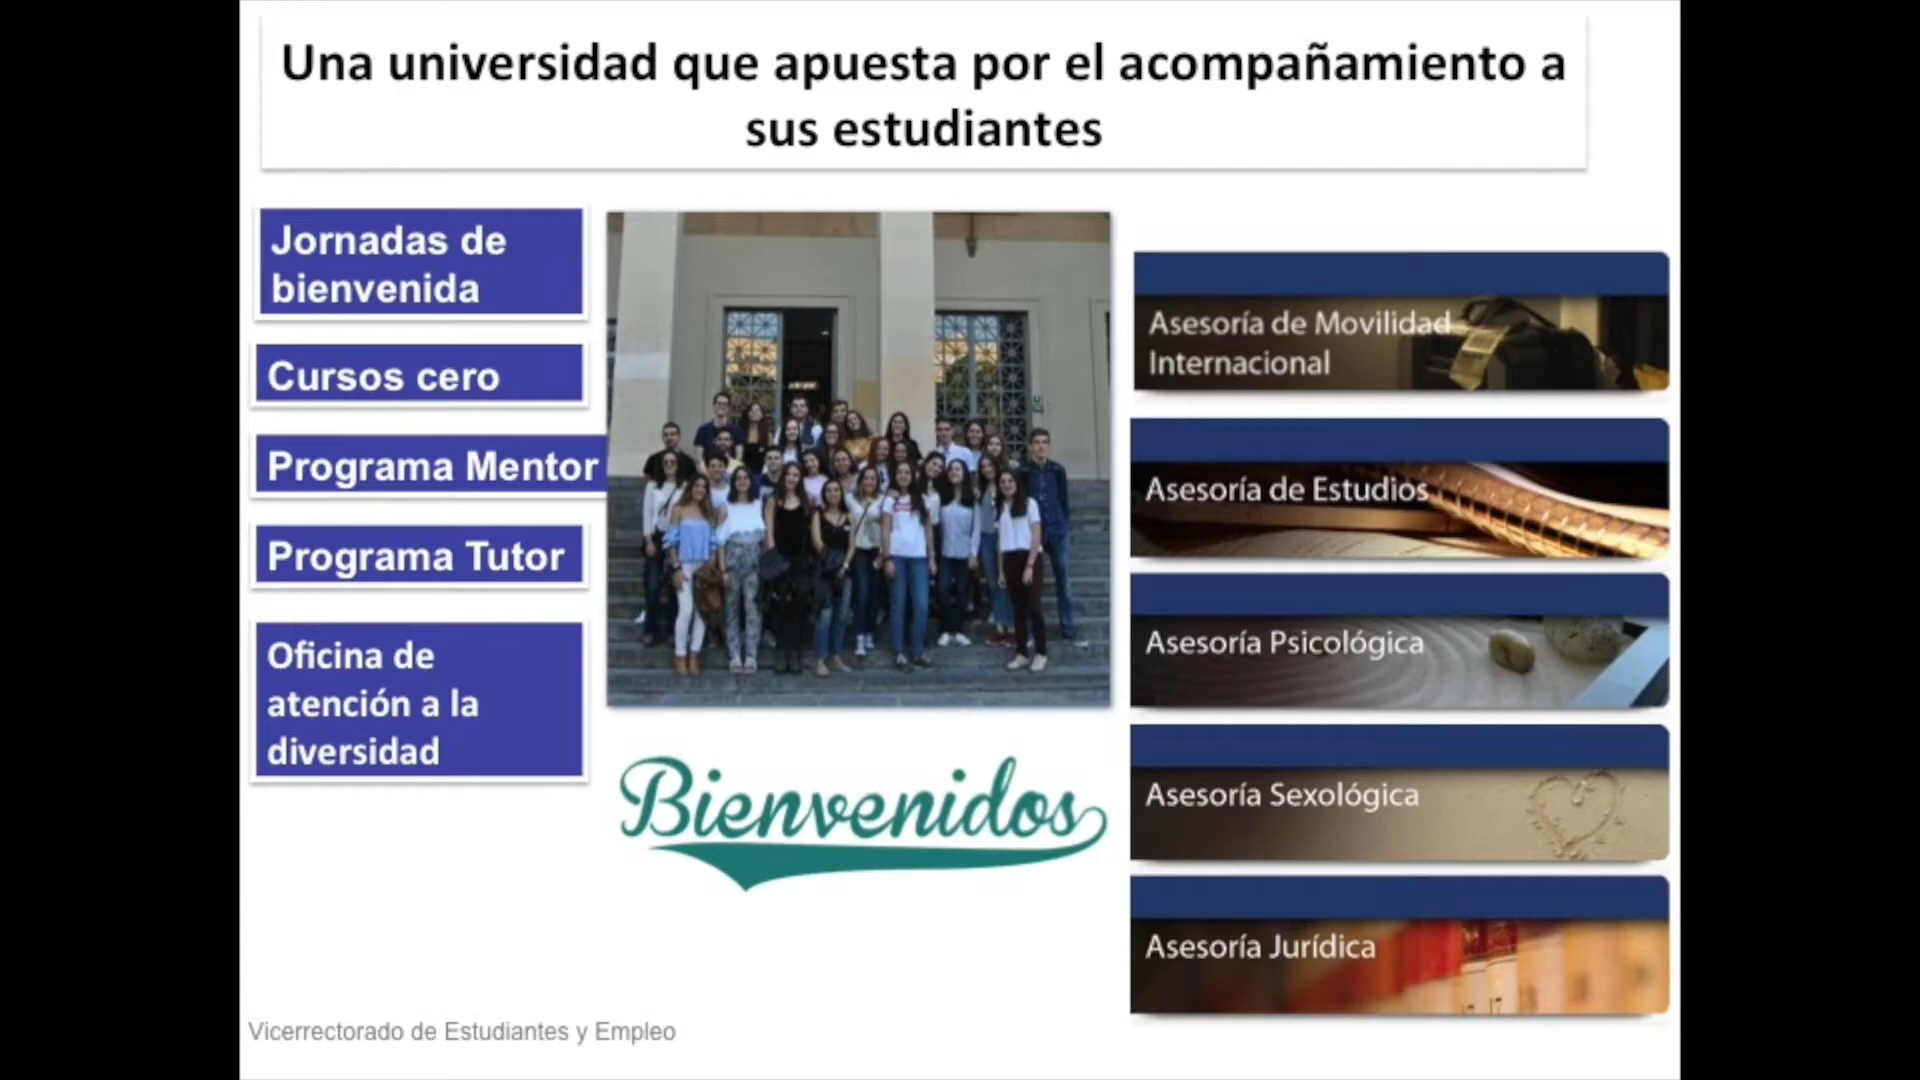 Una universidad que apuesta por el acompañamiento a
sus estudiantes
Jornadas de
bienvenida
Cursos cero
Programa Mentor
Programa Tutor
Oficina de
atención a la
diversidad
Bienvenidos
Asesoría de Movilidad
Internacional
Asesoría de Estudios
Asesoría Psicológica
Asesoría Sexológica
Asesoría Jurídica
Vicerrectorado de Estudiantes y Empleo